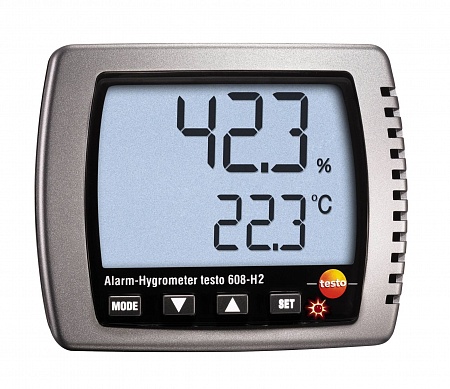 42.3 %
22.3 °C
Alarm-Hygrometer testo 608-H2
testo
MODE ▼ ▲ SET